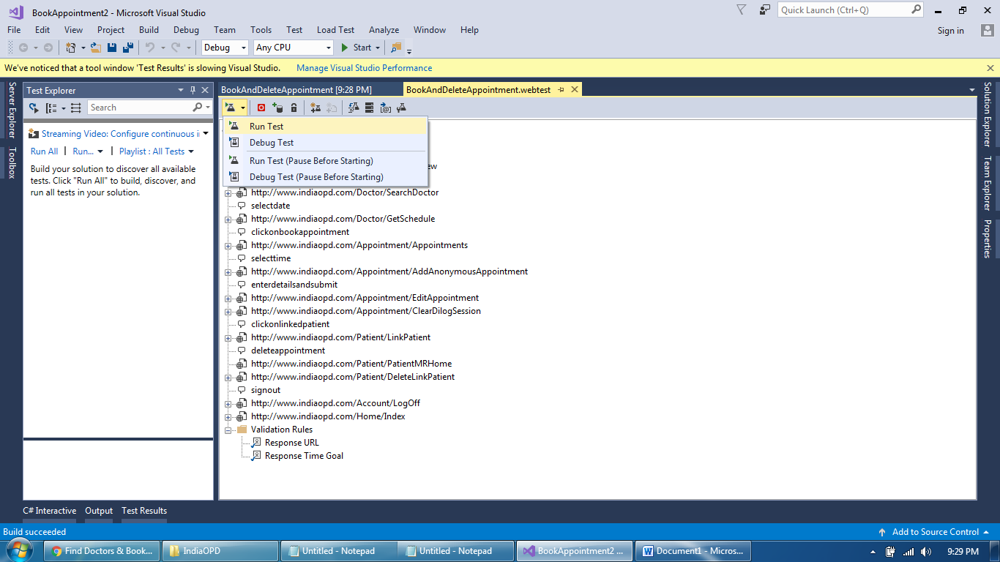 BookAppointment2 - Microsoft Visual Studio
Quick Launch (Ctrl+Q)
File Edit View Project Build Debug Team Tools Test Load Test Analyze Window Help
Sign in
Debug Any CPU Start
We've noticed that a tool window 'Test Results' is slowing Visual Studio. Manage Visual Studio Performance
Server Explorer
Toolbox
Test Explorer
Search
Streaming Video: Configure continuous i
Run All Run... Playlist : All Tests
Build your solution to discover all available
tests. Click "Run All" to build, discover, and
run all tests in your solution.
BookAndDeleteAppointment [9:28 PM] BookAndDeleteAppointment.webtest
Run Test
Debug Test
Run Test (Pause Before Starting)
Debug Test (Pause Before Starting)
ew
http://www.indiaopd.com/Doctor/SearchDoctor
selectdate
http://www.indiaopd.com/Doctor/GetSchedule
clickonbookappointment
http://www.indiaopd.com/Appointment/Appointments
selecttime
http://www.indiaopd.com/Appointment/AddAnonymousAppointment
enterdetailsandsubmit
http://www.indiaopd.com/Appointment/EditAppointment
http://www.indiaopd.com/Appointment/ClearDilogSession
clickonlinkedpatient
http://www.indiaopd.com/Patient/LinkPatient
deleteappointment
http://www.indiaopd.com/Patient/PatientMRHome
http://www.indiaopd.com/Patient/DeleteLinkPatient
signout
http://www.indiaopd.com/Account/LogOff
http://www.indiaopd.com/Home/Index
Validation Rules
Response URL
Response Time Goal
Solution Explorer
Team Explorer
Properties
C# Interactive Output Test Results
Build succeeded
Add to Source Control
Find Doctors & Book... IndiaOPD Untitled - Notepad Untitled - Notepad BookAppointment2 ... Document1 - Micros... 9:29 PM